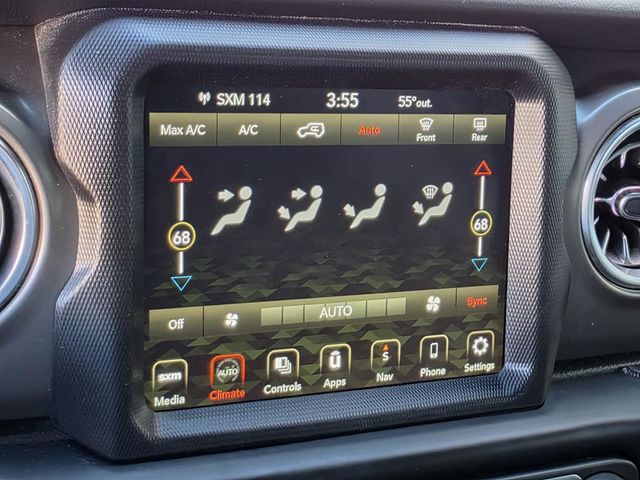 SXM 114 3:55 55° out.
Max A/C A/C Auto Front Rear
68 68
Off AUTO Sync
sxm AUTO S
Media Climate Controls Apps Nav Phone Settings